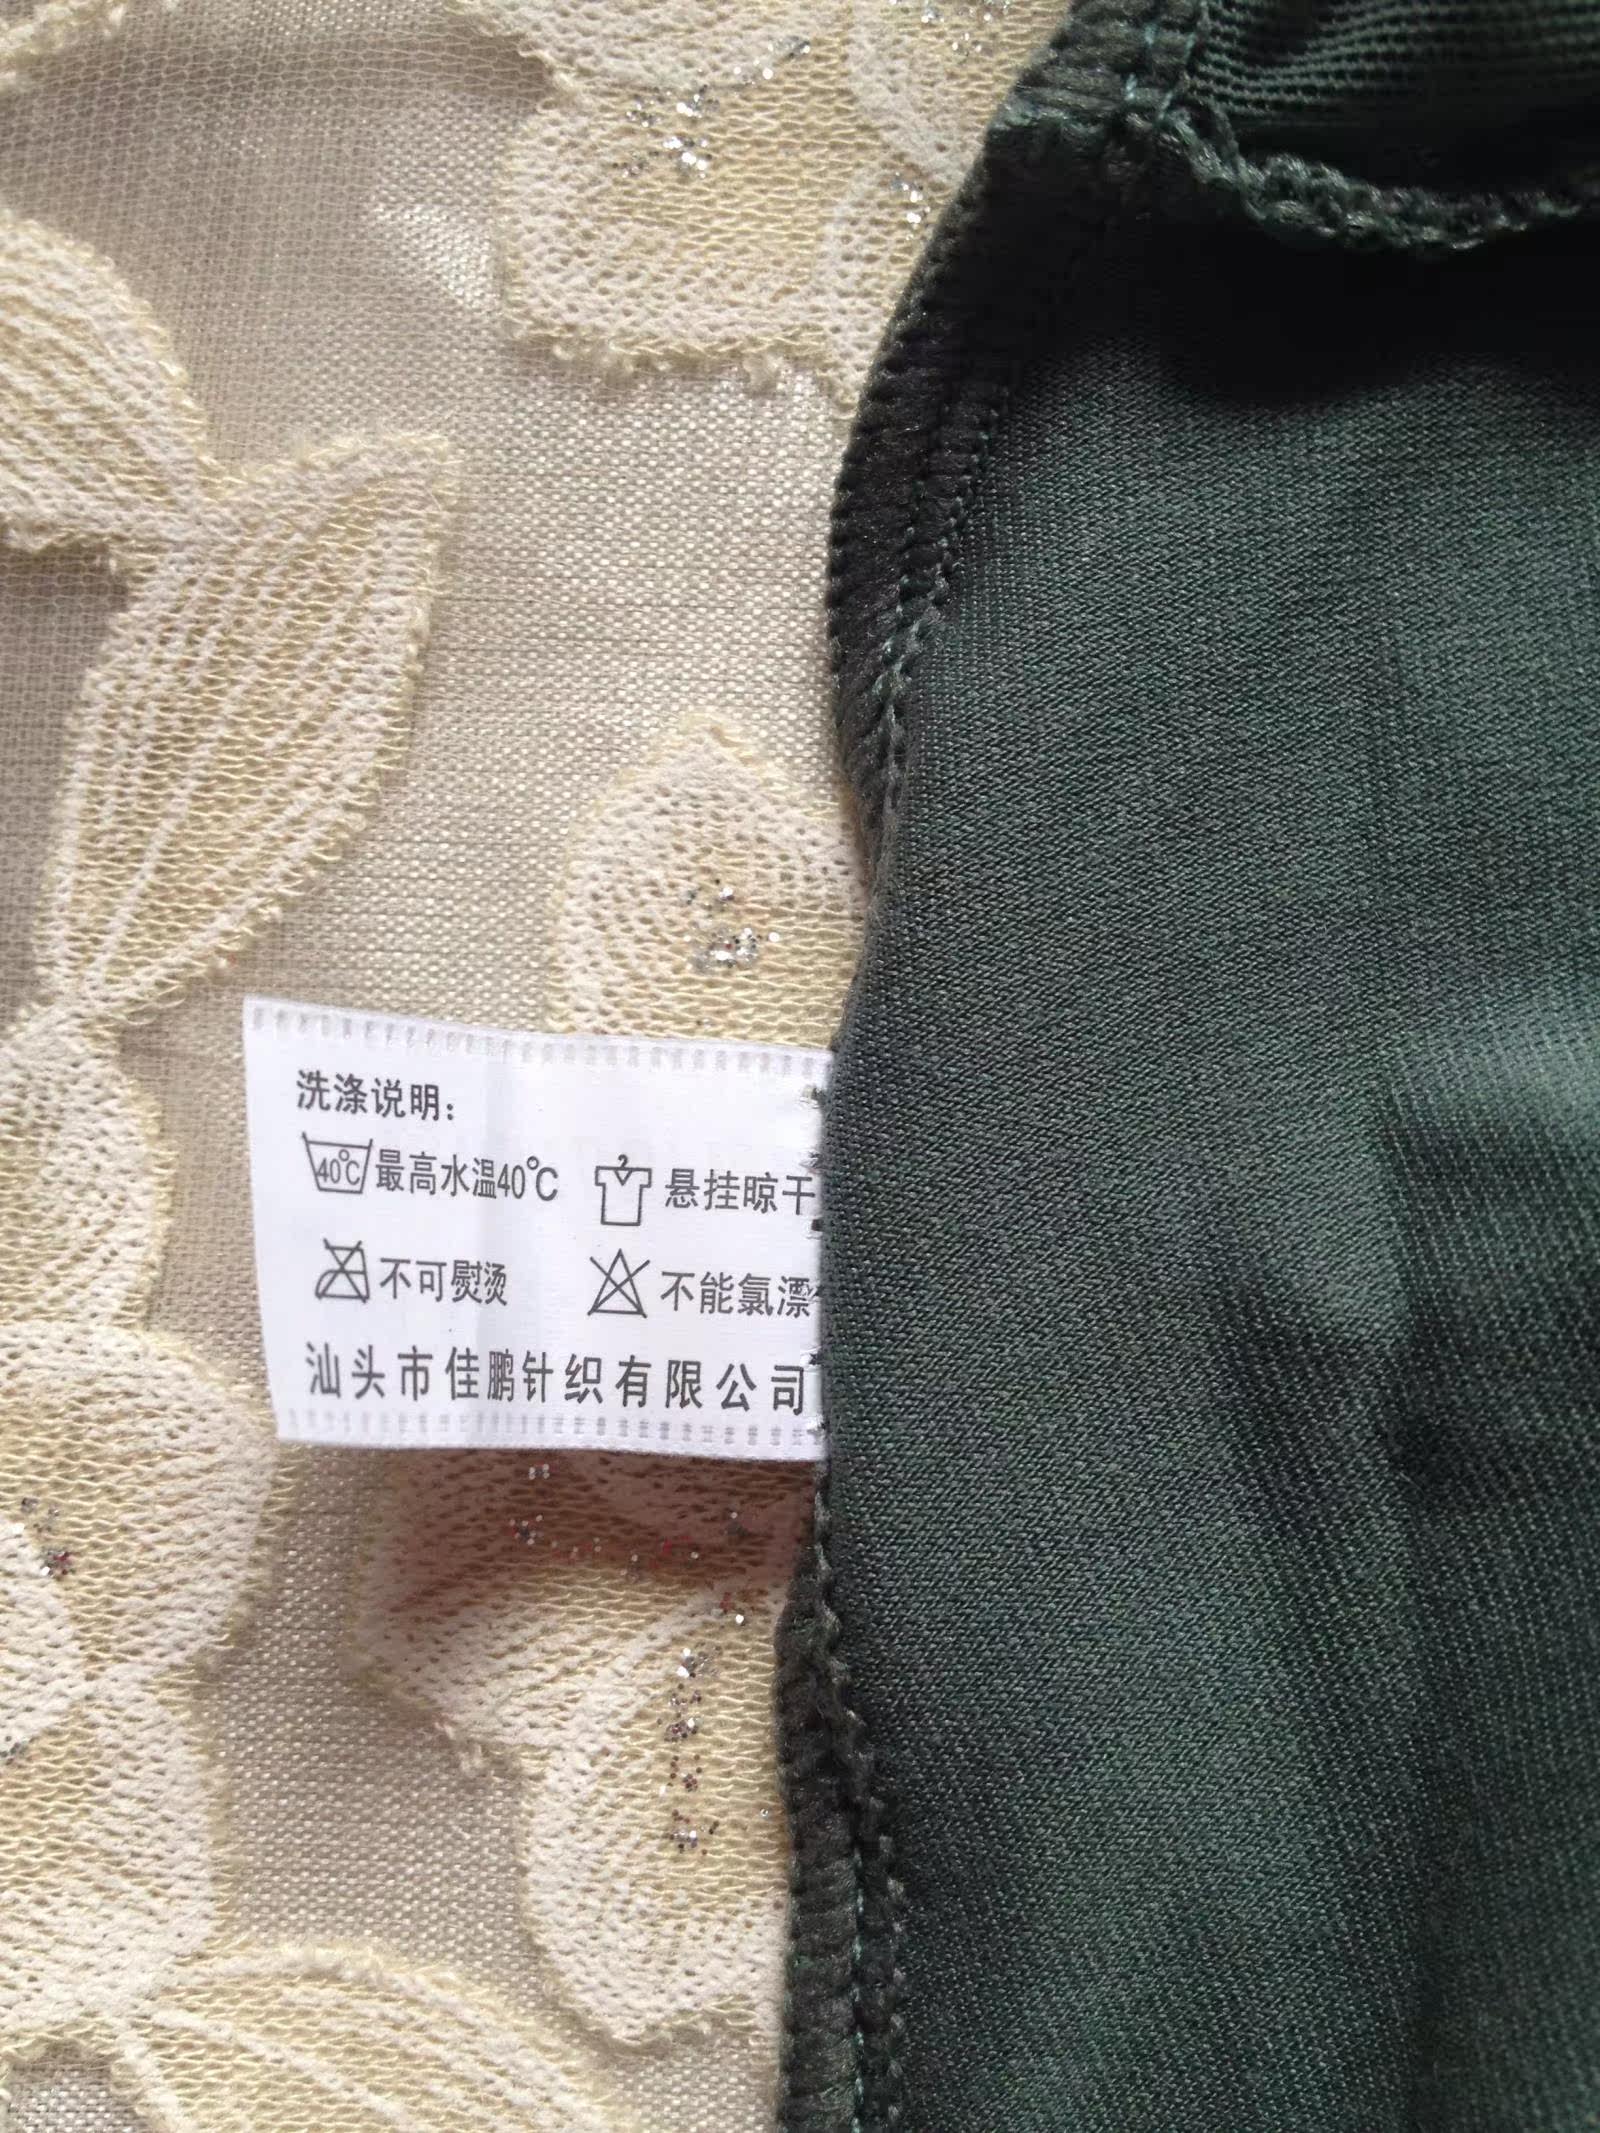 洗涤说明：
40℃ 最高水温40℃ 悬挂晾干
不可熨烫 不能氯漂
汕头市佳鹏针织有限公司